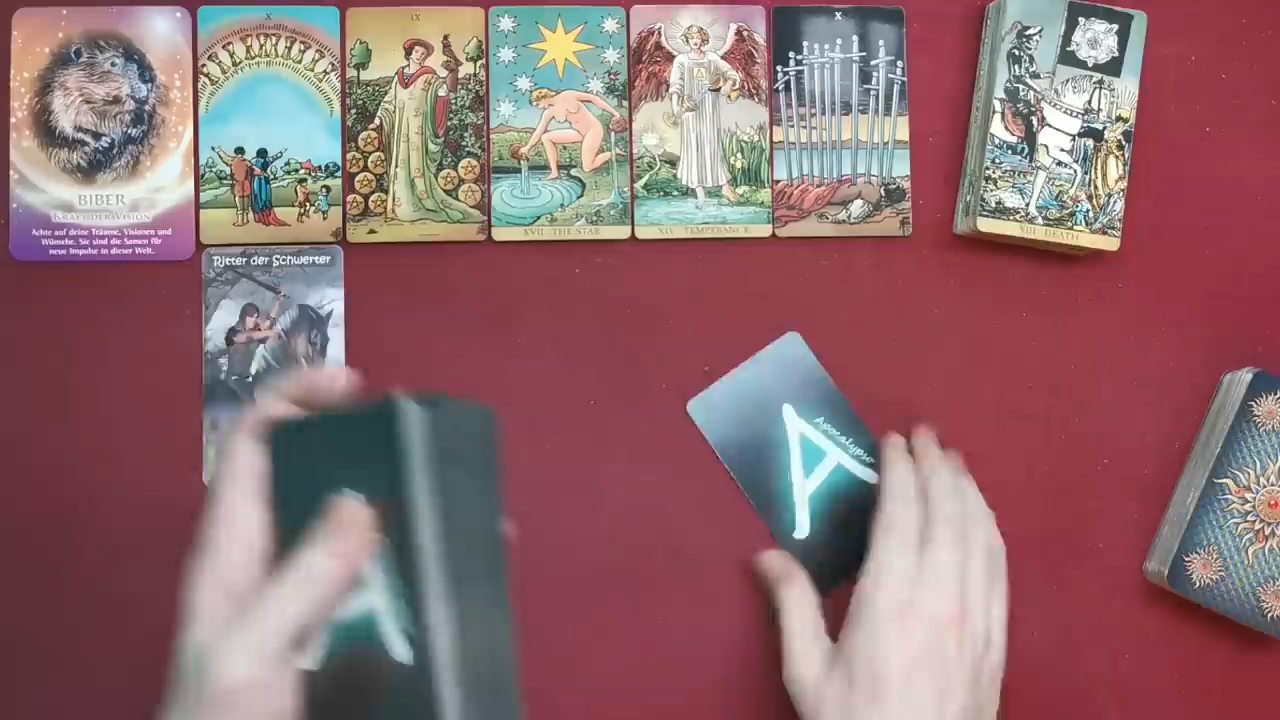 BIBER
KRAFT DER VISION
Achte auf deine Träume, Visionen und
Wünsche. Sie sind die Samen für
neue Impulse in dieser Welt.
X
IX
XVII THE STAR
XIV TEMPERANCE
X
XIII DEATH
Ritter der Schwerter
Apocalypse
A